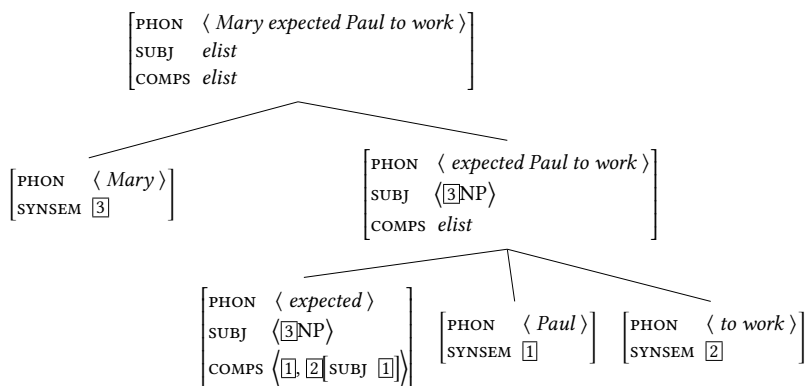 PHON ⟨ Mary expected Paul to work ⟩
SUBJ elist
COMPS elist
PHON ⟨ Mary ⟩
SYNSEM 3
PHON ⟨ expected Paul to work ⟩
SUBJ ⟨3NP⟩
COMPS elist
PHON ⟨ expected ⟩
SUBJ ⟨3NP⟩
COMPS ⟨1, 2[SUBJ 1]⟩
PHON ⟨ Paul ⟩
SYNSEM 1
PHON ⟨ to work ⟩
SYNSEM 2